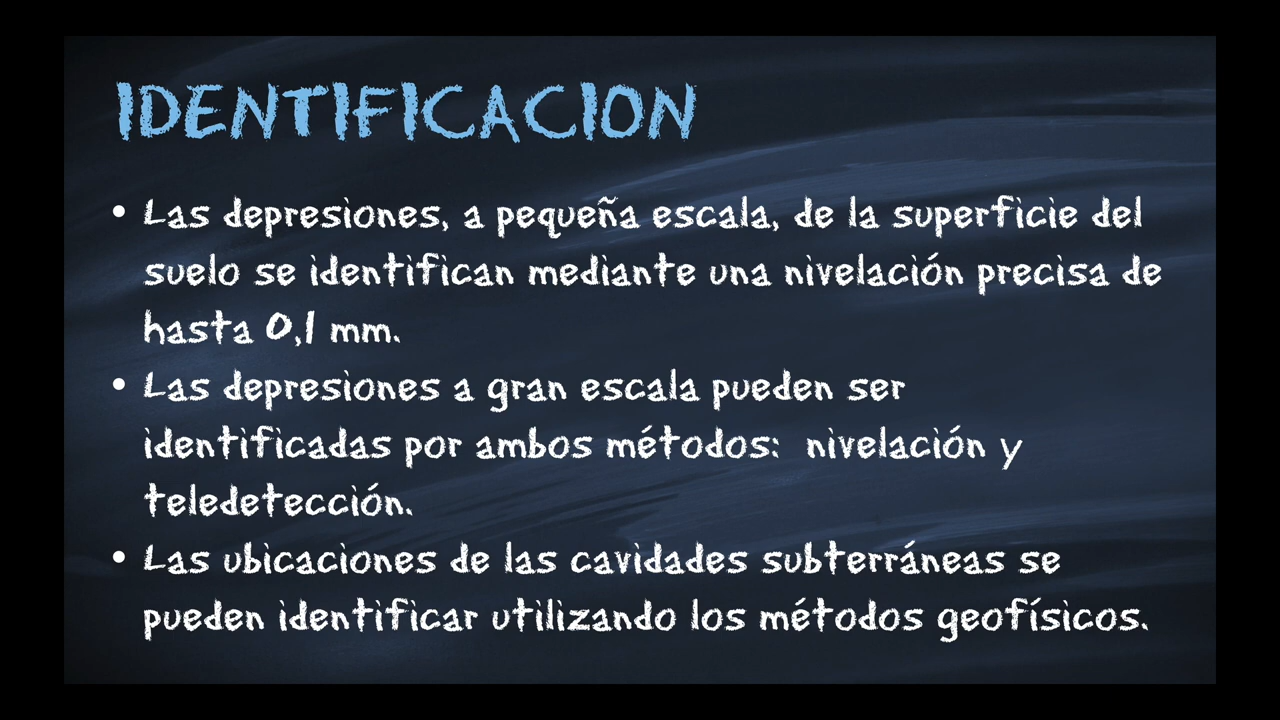 IDENTIFICACION
• Las depresiones, a pequeña escala, de la superficie del
suelo se identifican mediante una nivelación precisa de
hasta 0,1 mm.
• Las depresiones a gran escala pueden ser
identificadas por ambos métodos: nivelación y
teledetección.
• Las ubicaciones de las cavidades subterráneas se
pueden identificar utilizando los métodos geofísicos.